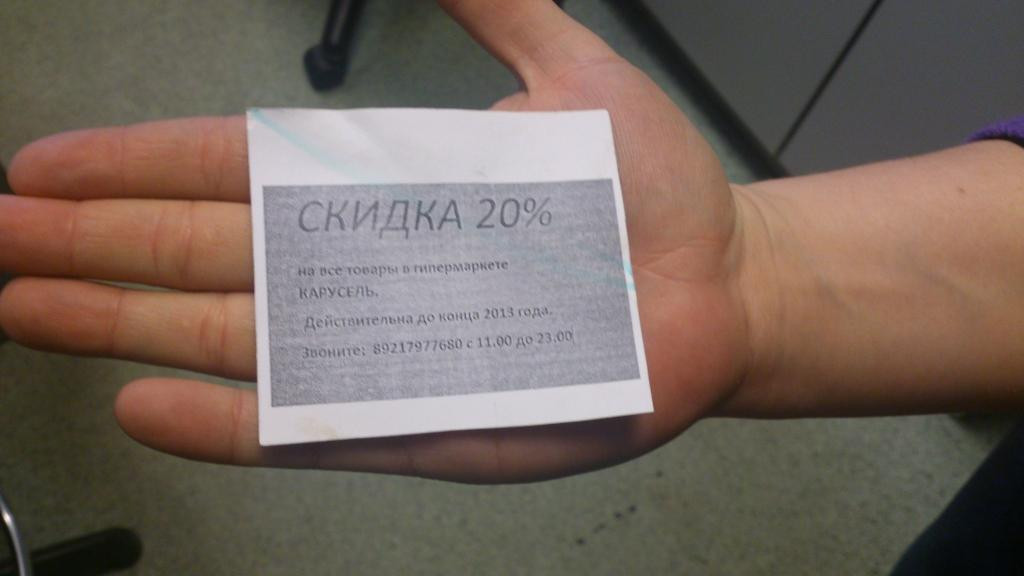 СКИДКА 20%
на все товары в гипермаркете
КАРУСЕЛЬ.
Действительна до конца 2013 года.
Звоните: 89217977680 с 11.00 до 23.00